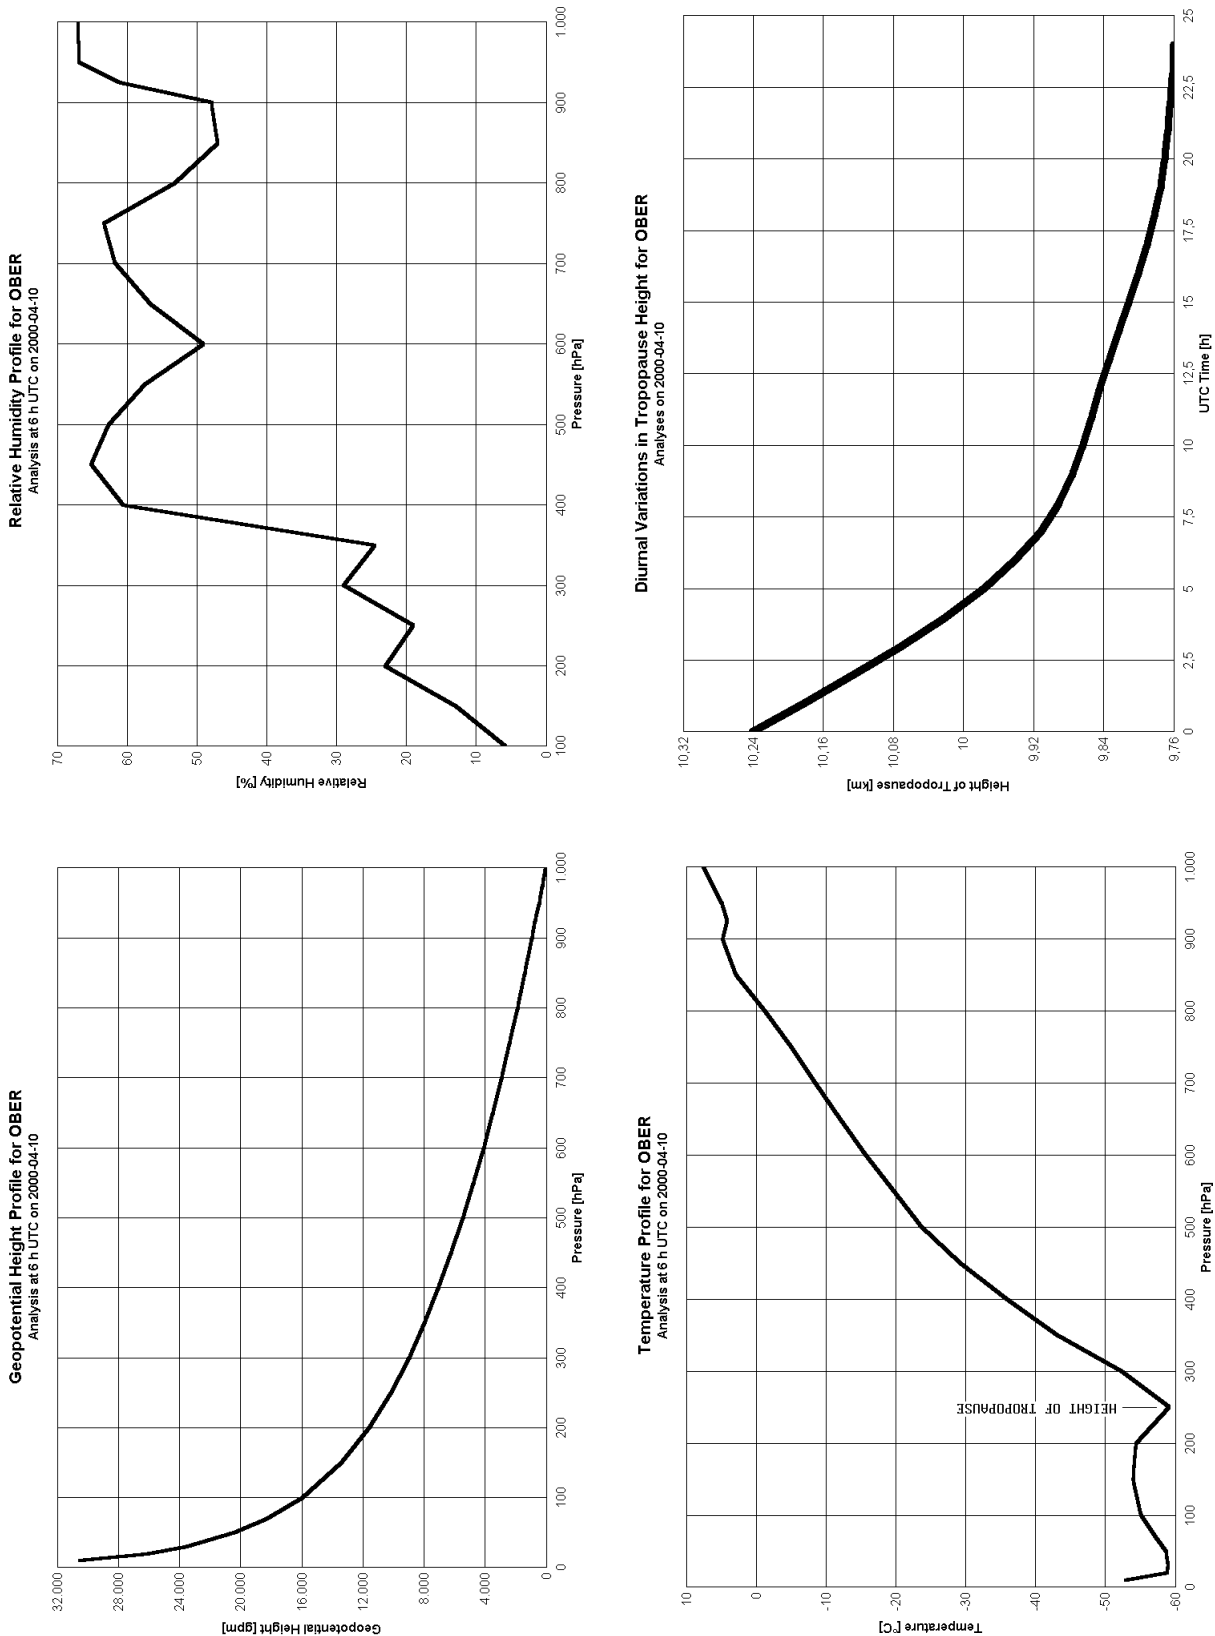 Geopotential Height Profile for OBER
Analysis at 6 h UTC on 2000-04-10
Geopotential Height [gpm]
32.000
28.000
24.000
20.000
16.000
12.000
8.000
4.000
0
0 100 200 300 400 500 600 700 800 900 1.000
Pressure [hPa]
Relative Humidity Profile for OBER
Analysis at 6 h UTC on 2000-04-10
Relative Humidity [%]
70
60
50
40
30
20
10
0
100 200 300 400 500 600 700 800 900 1.000
Pressure [hPa]
Temperature Profile for OBER
Analysis at 6 h UTC on 2000-04-10
Temperature [°C]
10
0
-10
-20
-30
-40
-50
-60
HEIGHT OF TROPOPAUSE
0 100 200 300 400 500 600 700 800 900 1.000
Pressure [hPa]
Diurnal Variations in Tropopause Height for OBER
Analyses on 2000-04-10
Height of Tropopause [km]
10,32
10,24
10,16
10,08
10
9,92
9,84
9,76
0 2,5 5 7,5 10 12,5 15 17,5 20 22,5 25
UTC Time [h]